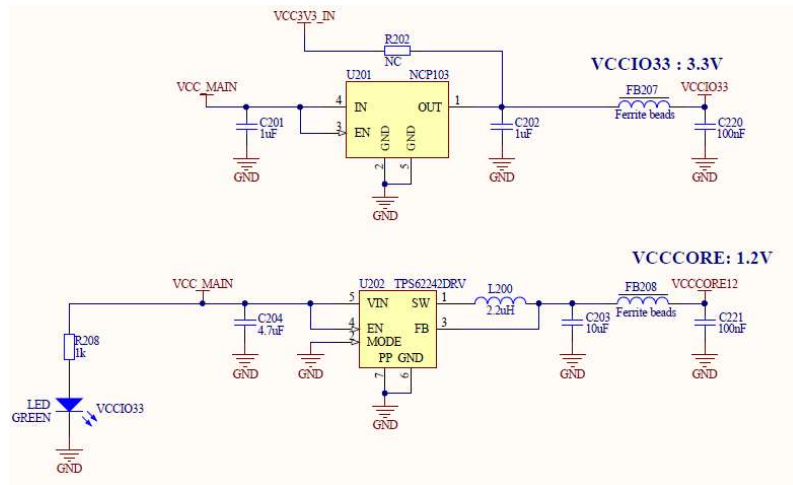 VCC3V3_IN
R202
NC
VCCIO33 : 3.3V
U201
NCP103
VCC_MAIN
FB207
VCCIO33
4
IN
OUT
1
C201
1uF
3
EN
GND
GND
C202
1uF
Ferrite beads
C220
100nF
2
5
GND
GND
GND
GND
VCCCORE: 1.2V
VCC_MAIN
U202
TPS62242DRV
L200
FB208
VCCCORE12
5
VIN
SW
1
2.2uH
Ferrite beads
C204
4.7uF
4
EN
FB
3
C203
10uF
C221
100nF
2
MODE
R208
1k
PP
GND
GND
GND
7
6
GND
GND
GND
LED
GREEN
VCCIO33
GND